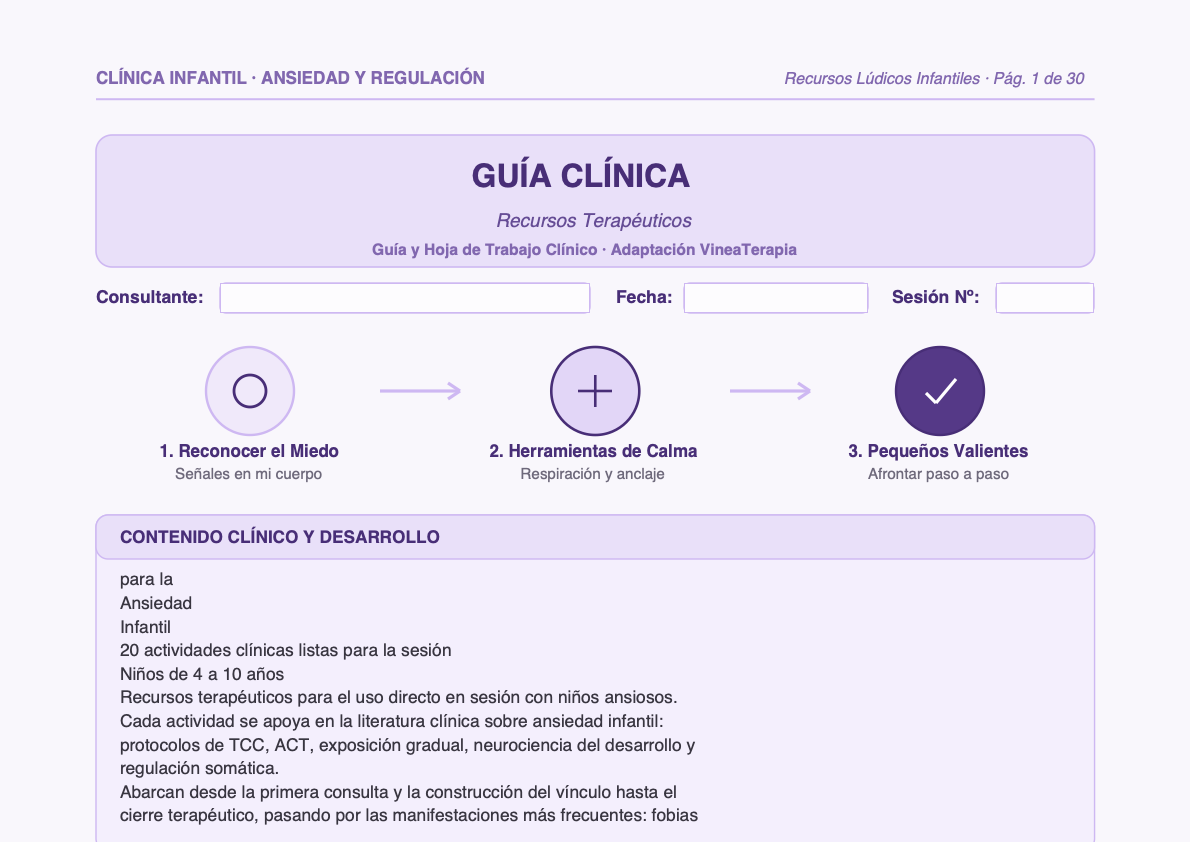 CLÍNICA INFANTIL · ANSIEDAD Y REGULACIÓN
Recursos Lúdicos Infantiles · Pág. 1 de 30
GUÍA CLÍNICA
Recursos Terapéuticos
Guía y Hoja de Trabajo Clínico · Adaptación VineaTerapia
Consultante: Fecha: Sesión Nº:
1. Reconocer el Miedo
Señales en mi cuerpo
2. Herramientas de Calma
Respiración y anclaje
3. Pequeños Valientes
Afrontar paso a paso
CONTENIDO CLÍNICO Y DESARROLLO
para la
Ansiedad
Infantil
20 actividades clínicas listas para la sesión
Niños de 4 a 10 años
Recursos terapéuticos para el uso directo en sesión con niños ansiosos.
Cada actividad se apoya en la literatura clínica sobre ansiedad infantil:
protocolos de TCC, ACT, exposición gradual, neurociencia del desarrollo y
regulación somática.
Abarcan desde la primera consulta y la construcción del vínculo hasta el
cierre terapéutico, pasando por las manifestaciones más frecuentes: fobias